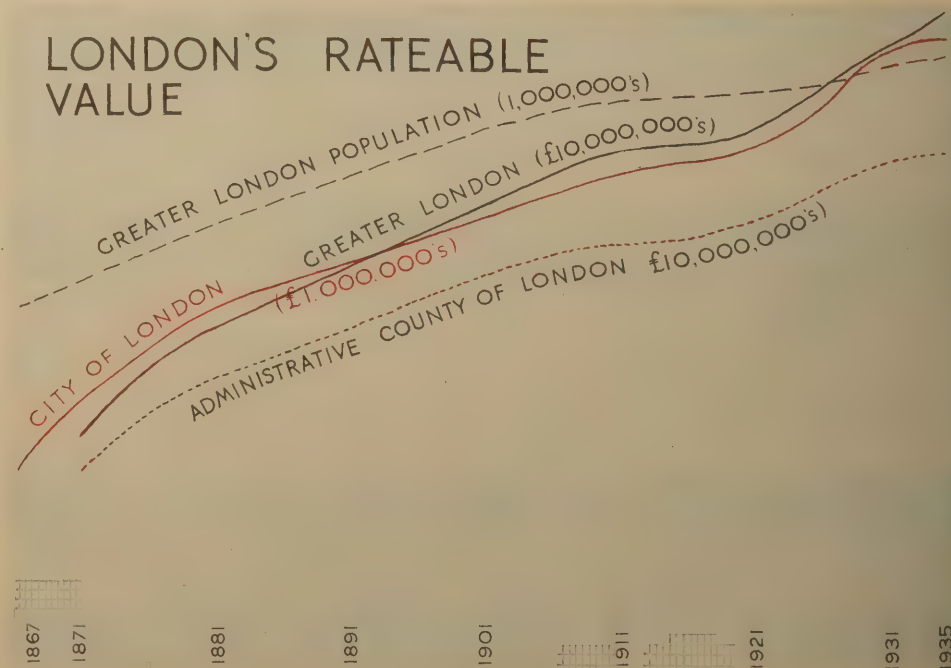 LONDON'S RATEABLE
VALUE
GREATER LONDON POPULATION (1,000,000's)
GREATER LONDON (£10,000,000's)
CITY OF LONDON (£1.000.000's)
ADMINISTRATIVE COUNTY OF LONDON £10,000,000's)
1867 1871 1881 1891 1901 1911 1921 1931 1935